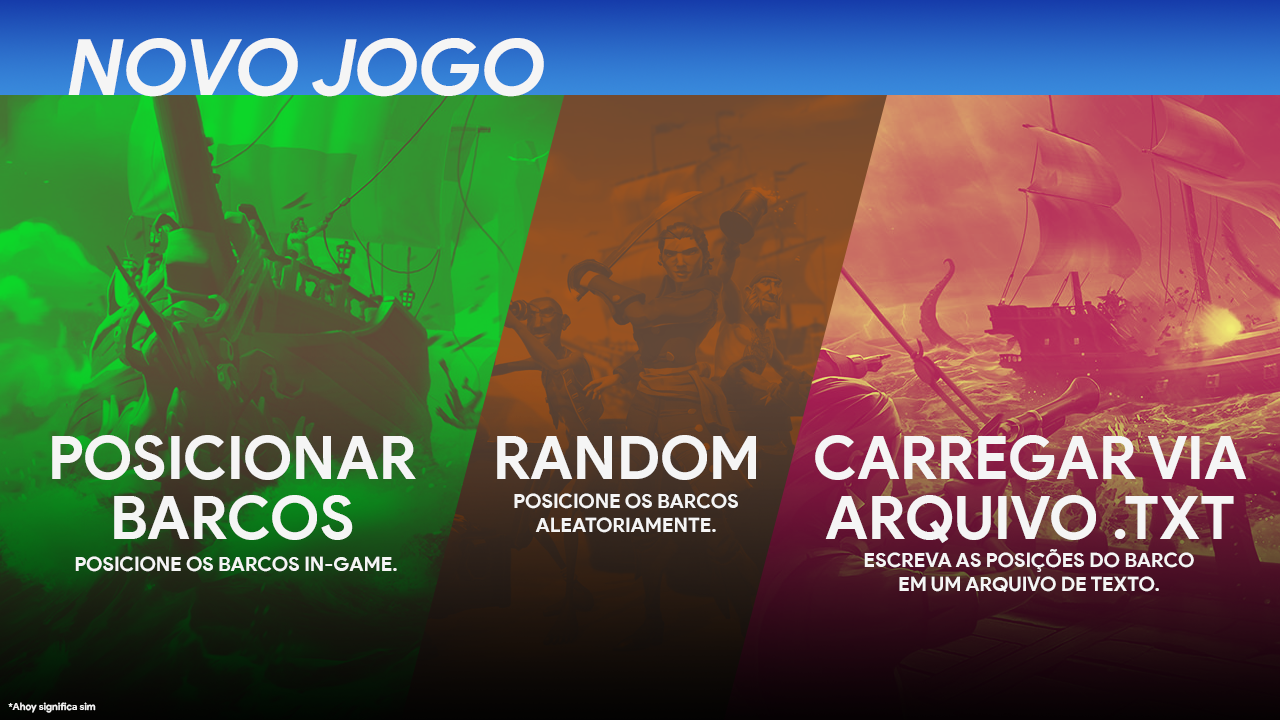 NOVO JOGO
POSICIONAR
BARCOS
POSICIONE OS BARCOS IN-GAME.
RANDOM
POSICIONE OS BARCOS
ALEATORIAMENTE.
CARREGAR VIA
ARQUIVO .TXT
ESCREVA AS POSIÇÕES DO BARCO
EM UM ARQUIVO DE TEXTO.
*Ahoy significa sim